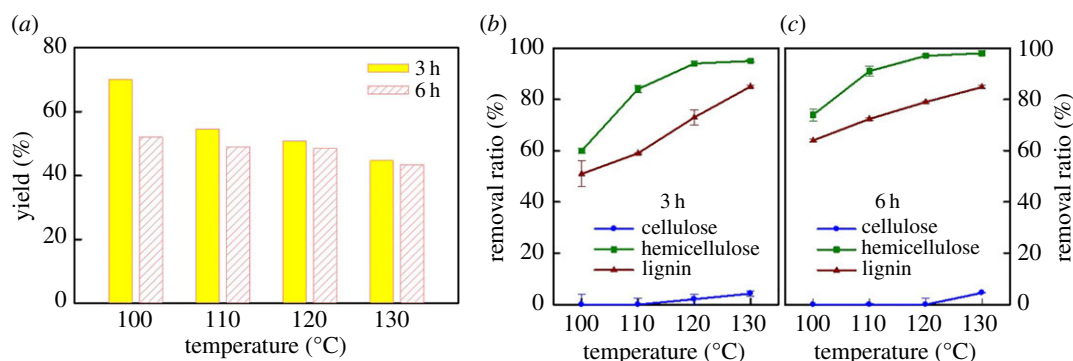 (a)
yield (%)
80
60
40
20
0
3 h
6 h
100 110 120 130
temperature (°C)
(b)
removal ratio (%)
100
80
60
40
20
0
3 h
cellulose
hemicellulose
lignin
100 110 120 130
temperature (°C)
(c)
6 h
cellulose
hemicellulose
lignin
100 110 120 130
temperature (°C)
100
80
60
40
20
0
removal ratio (%)